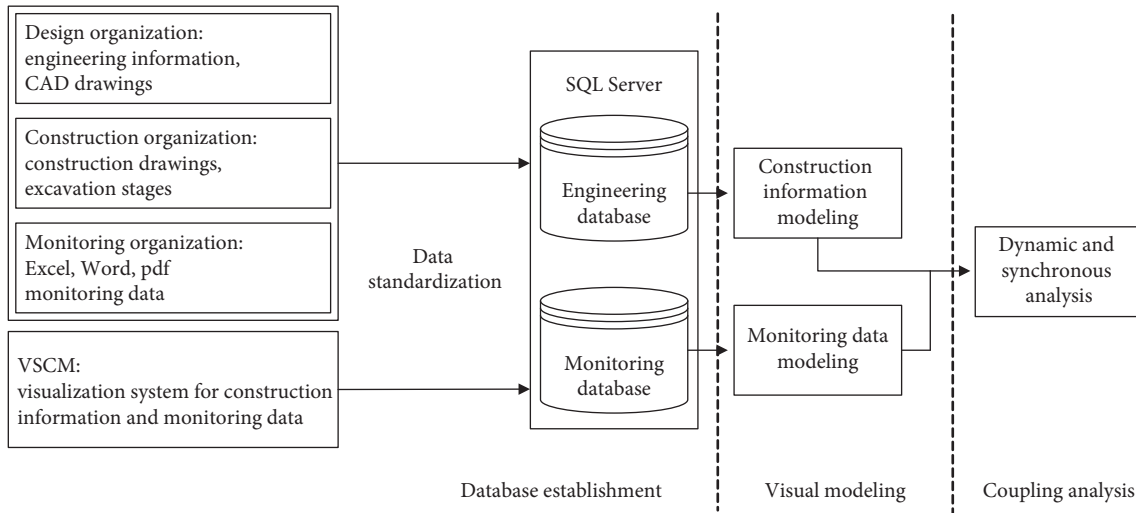 Design organization:
engineering information,
CAD drawings
Construction organization:
construction drawings,
excavation stages
Monitoring organization:
Excel, Word, pdf
monitoring data
VSCM:
visualization system for construction
information and monitoring data
Data
standardization
SQL Server
Engineering
database
Monitoring
database
Construction
information
modeling
Monitoring data
modeling
Dynamic and
synchronous
analysis
Database establishment
Visual modeling
Coupling analysis